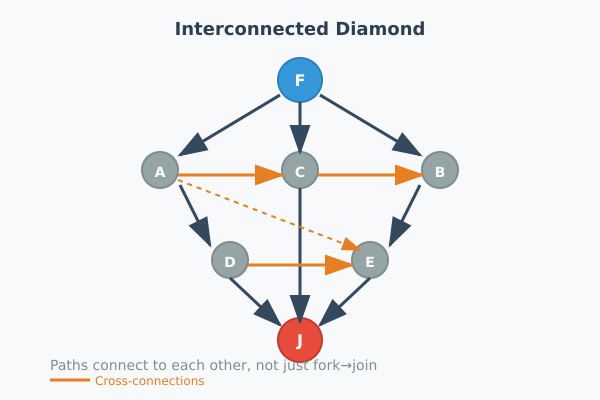 Interconnected Diamond
F
A
C
B
D
E
J
Paths connect to each other, not just fork→join
Cross-connections